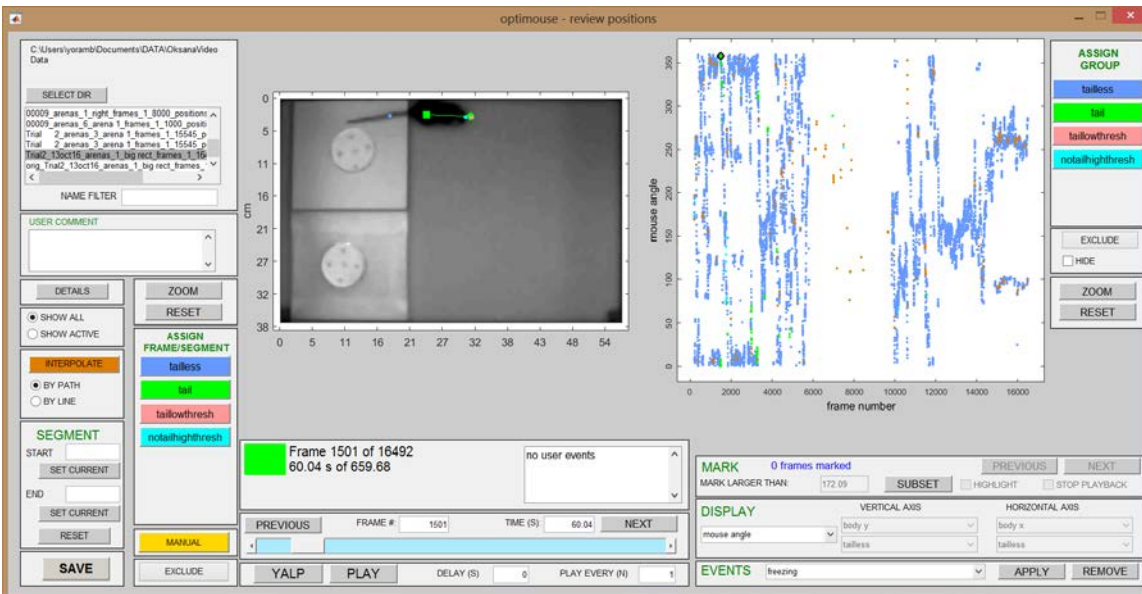 optimouse - review positions
C:\Users\yoramb\Documents\DATA\OksanaVideo
Data
SELECT DIR
00009_arenas_1_right_frames_1_8000_positions
00009_arenas_6_arena 1_frames_1_1000_positi
Trial 2_arenas_3_arena 1_frames_1_15545_p
Trial 2_arenas_3_arena 1_frames_1_15545_p
Trial2_13oct16_arenas_1_big rect_frames_1_16
orig_Trial2_13oct16_arenas_1_big rect_frames_
NAME FILTER
USER COMMENT
DETAILS
SHOW ALL
SHOW ACTIVE
INTERPOLATE
BY PATH
BY LINE
SEGMENT
START
SET CURRENT
END
SET CURRENT
RESET
SAVE
ZOOM
RESET
ASSIGN
FRAME/SEGMENT
tailless
tail
taillowthresh
notailhighthresh
MANUAL
EXCLUDE
cm
0
5
11
16
21
27
32
38
0 5 11 16 21 27 32 38 43 48 54
Frame 1501 of 16492
60.04 s of 659.68
no user events
PREVIOUS FRAME #: 1501 TIME (S): 60.04 NEXT
YALP PLAY DELAY (S) 0 PLAY EVERY (N) 1
mouse angle
350
300
250
200
150
100
50
0
0 2000 4000 6000 8000 10000 12000 14000 16000
frame number
ASSIGN
GROUP
tailless
tail
taillowthresh
notailhighthresh
EXCLUDE
HIDE
ZOOM
RESET
MARK 0 frames marked PREVIOUS NEXT
MARK LARGER THAN: 172.09 SUBSET HIGHLIGHT STOP PLAYBACK
DISPLAY VERTICAL AXIS HORIZONTAL AXIS
mouse angle body y body x
tailless tailless
EVENTS freezing APPLY REMOVE